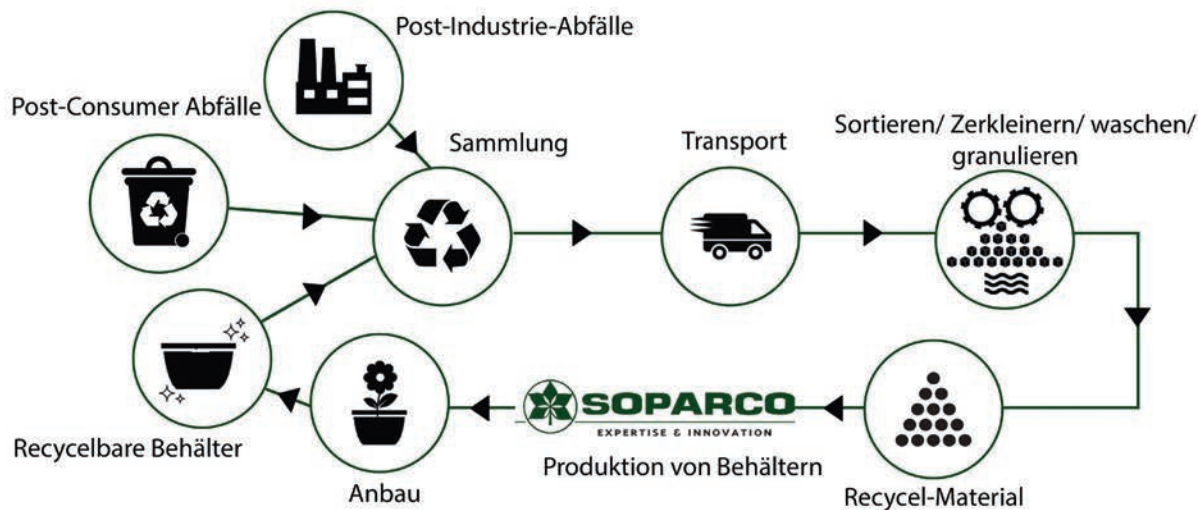 Post-Industrie-Abfälle
Post-Consumer Abfälle
Sammlung
Transport
Sortieren/ Zerkleinern/ waschen/
granulieren
SOPARCO
EXPERTISE & INNOVATION
Recycelbare Behälter
Anbau
Produktion von Behältern
Recycel-Material